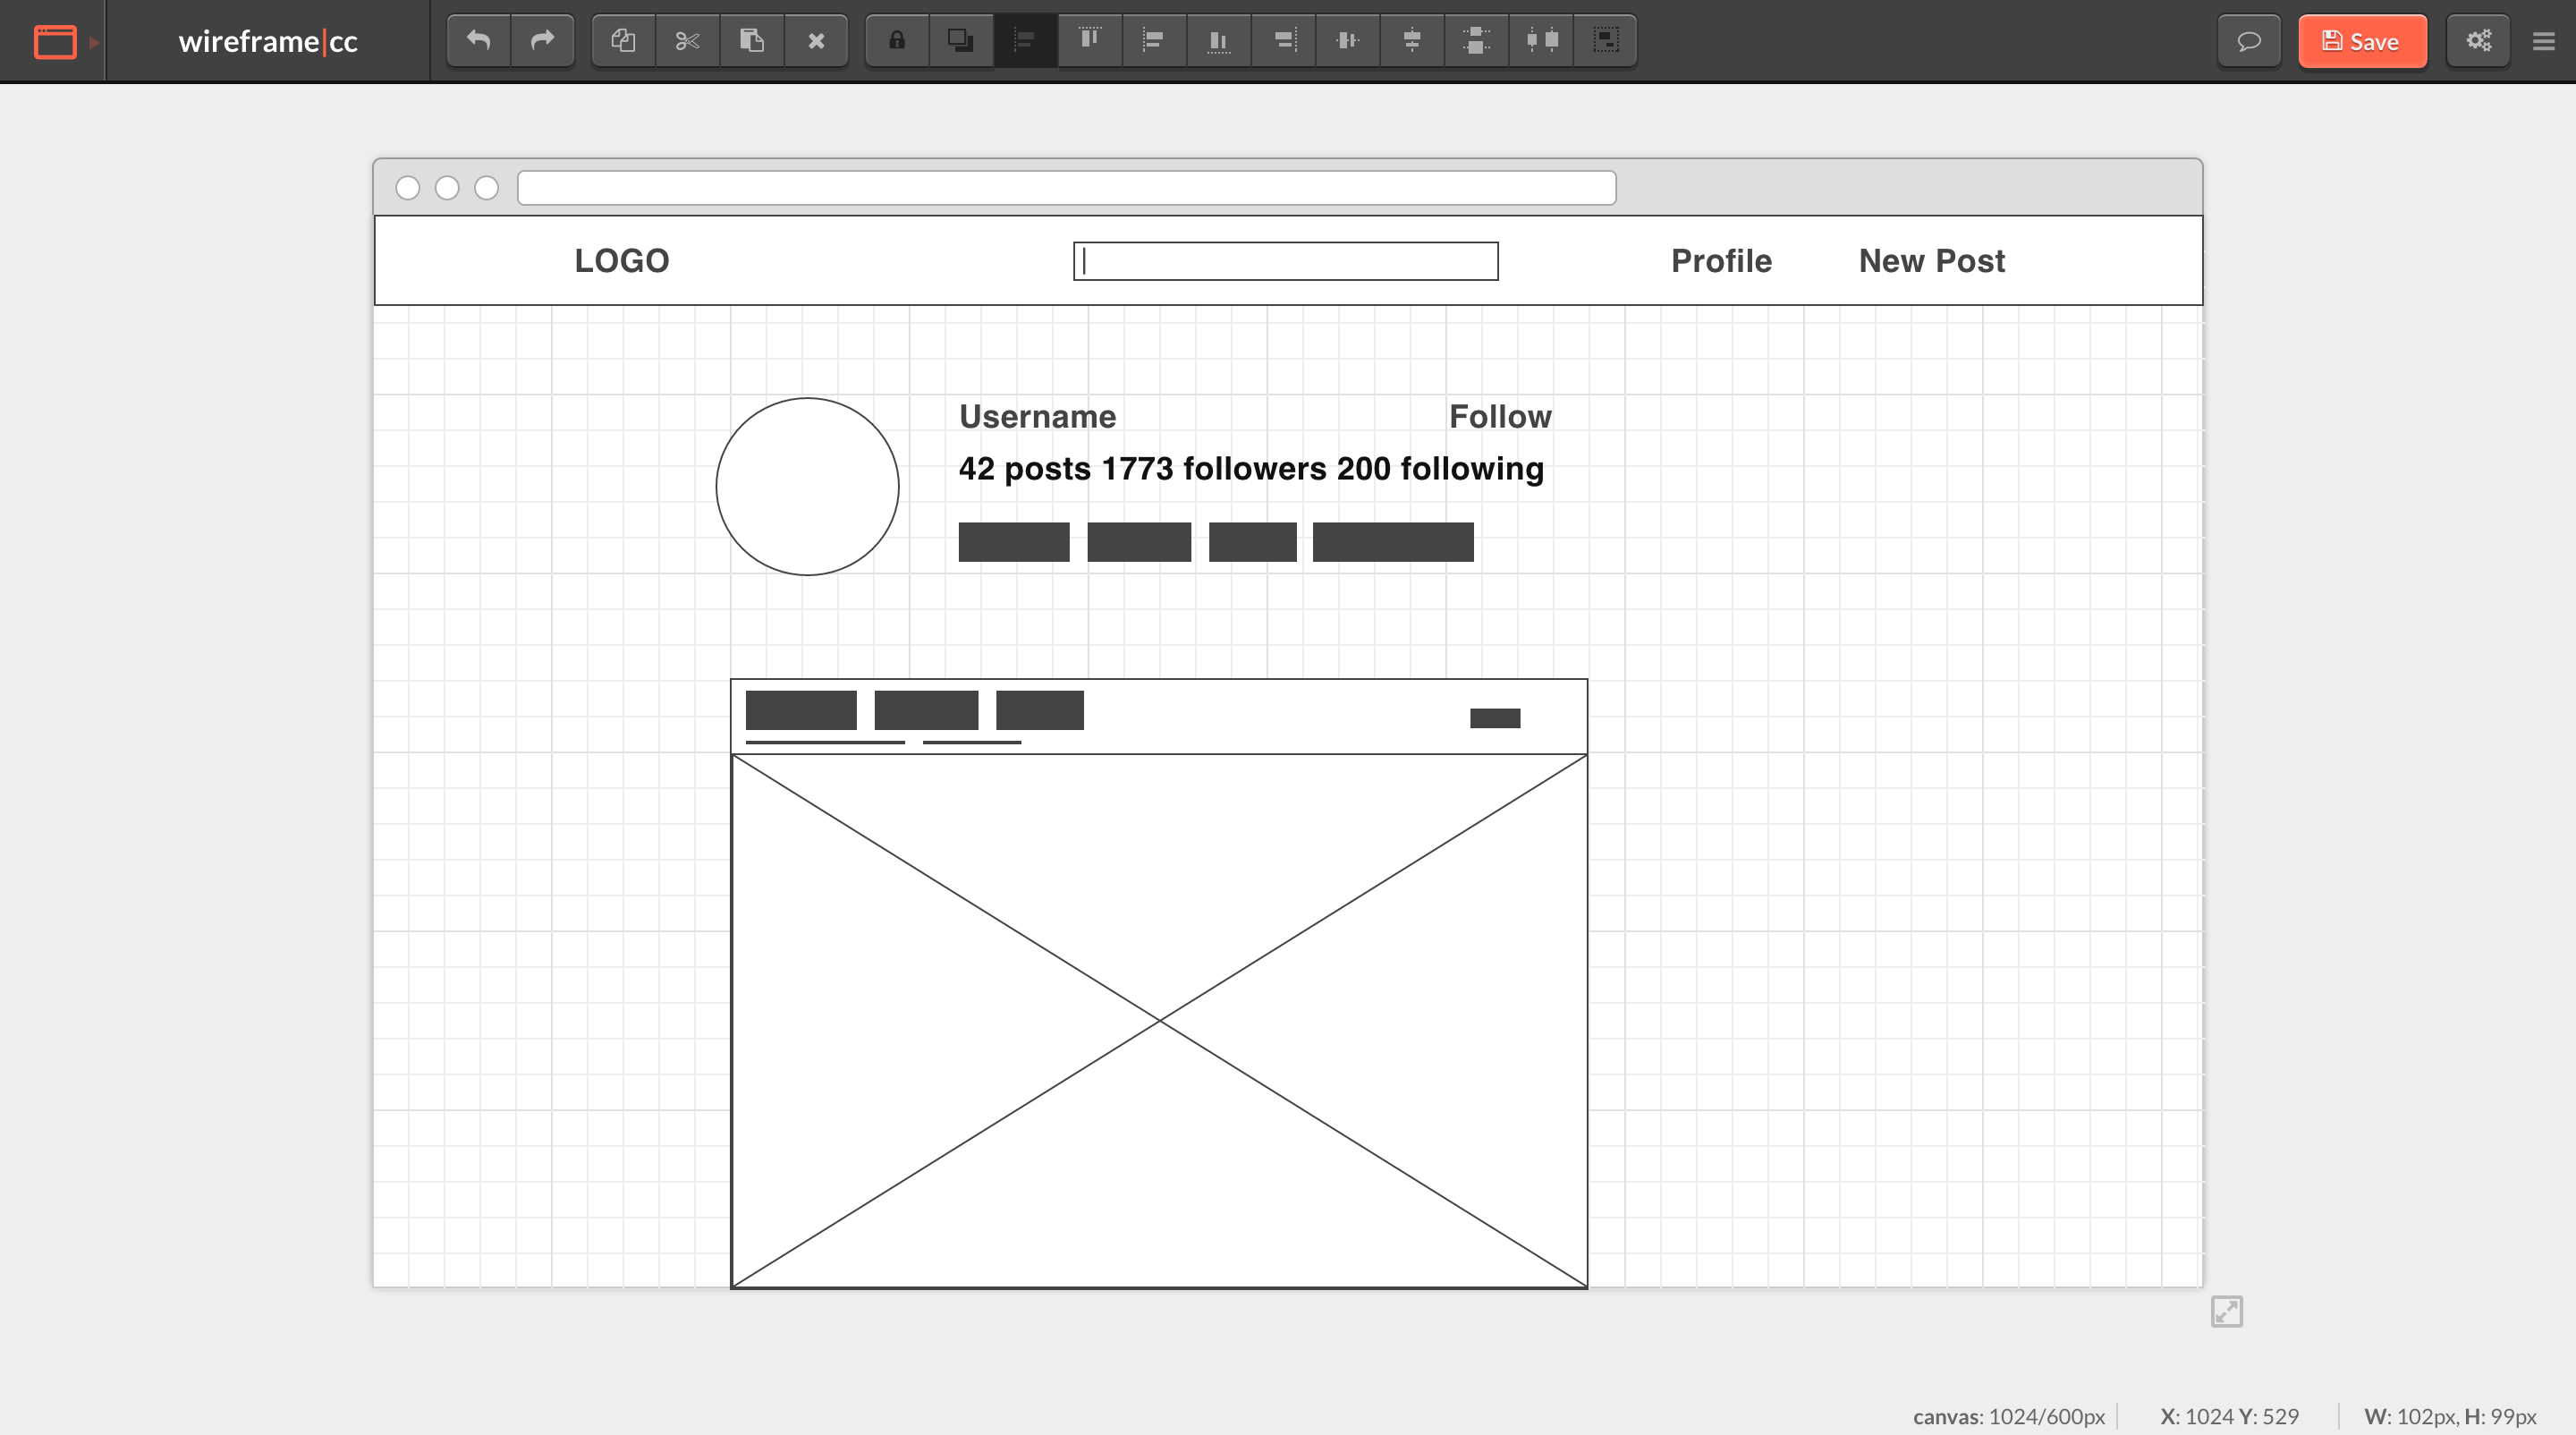 wireframe|cc
Save
LOGO
Profile
New Post
Username
Follow
42 posts 1773 followers 200 following
canvas: 1024/600px
X: 1024 Y: 529
W: 102px, H: 99px